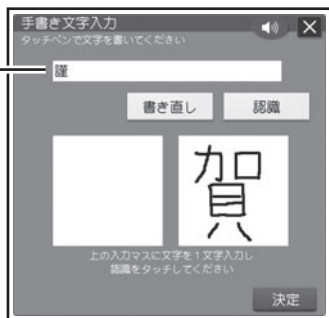 手書き文字入力
タッチペンで文字を書いてください
謹
書き直し
認識
賀
上の入力マスに文字を1文字入力し
認識をタッチしてください
決定